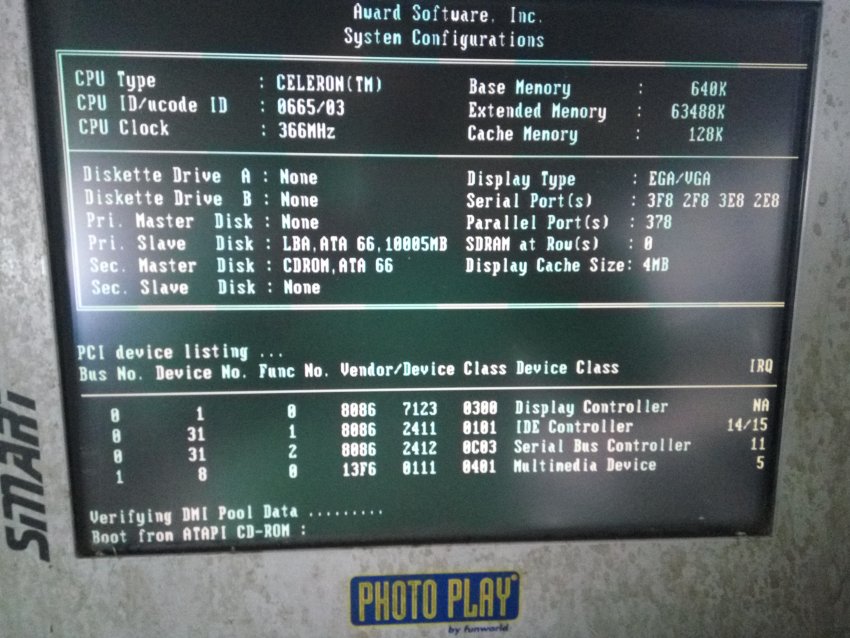 Award Software, Inc.
System Configurations
CPU Type : CELERON(TM) Base Memory : 640K
CPU ID/ucode ID : 0665/03 Extended Memory : 63488K
CPU Clock : 366MHz Cache Memory : 128K
Diskette Drive A : None Display Type : EGA/VGA
Diskette Drive B : None Serial Port(s) : 3F8 2F8 3E8 2E8
Pri. Master Disk : None Parallel Port(s) : 378
Pri. Slave Disk : LBA,ATA 66,10005MB SDRAM at Row(s) : 0
Sec. Master Disk : CDROM,ATA 66 Display Cache Size: 4MB
Sec. Slave Disk : None
PCI device listing ...
Bus No. Device No. Func No. Vendor/Device Class Device Class IRQ
0 1 0 8086 7123 0300 Display Controller NA
0 31 1 8086 2411 0101 IDE Controller 14/15
0 31 2 8086 2412 0C03 Serial Bus Controller 11
1 8 0 13F6 0111 0401 Multimedia Device 5
Verifying DMI Pool Data .........
Boot from ATAPI CD-ROM :
SMART
PHOTO PLAY®
by funworld